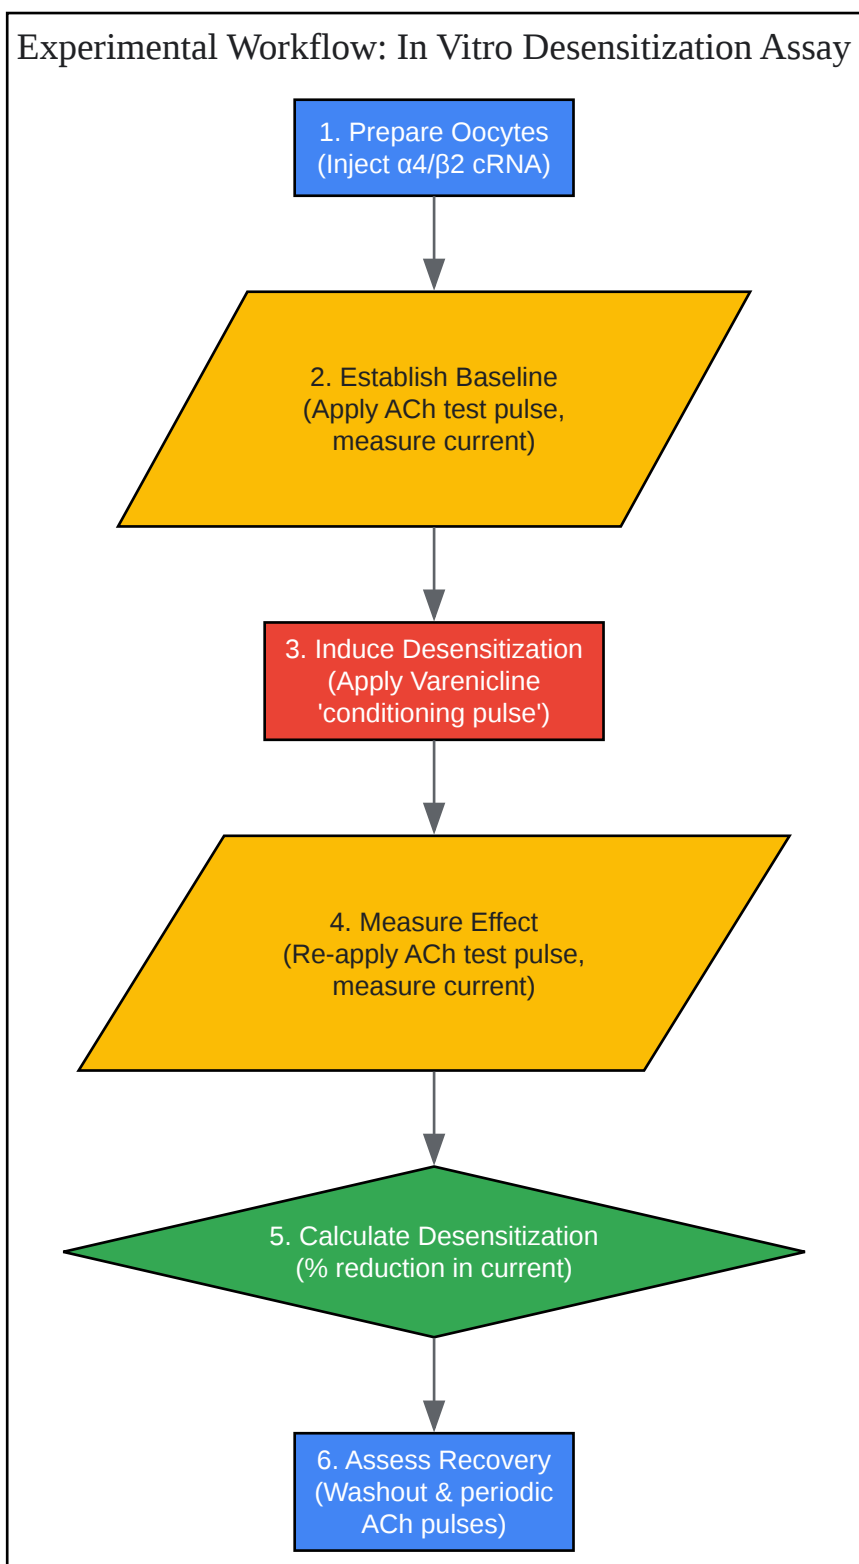 Experimental Workflow: In Vitro Desensitization Assay
1. Prepare Oocytes
(Inject α4/β2 cRNA)
2. Establish Baseline
(Apply ACh test pulse,
measure current)
3. Induce Desensitization
(Apply Varenicline
'conditioning pulse')
4. Measure Effect
(Re-apply ACh test pulse,
measure current)
5. Calculate Desensitization
(% reduction in current)
6. Assess Recovery
(Washout & periodic
ACh pulses)